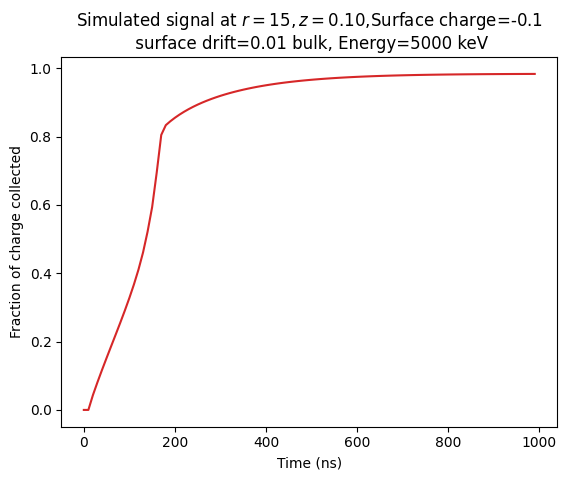 Simulated signal at r = 15, z = 0.10,Surface charge=-0.1
surface drift=0.01 bulk, Energy=5000 keV
1.0
0.8
0.6
0.4
0.2
0.0
Fraction of charge collected
0 200 400 600 800 1000
Time (ns)